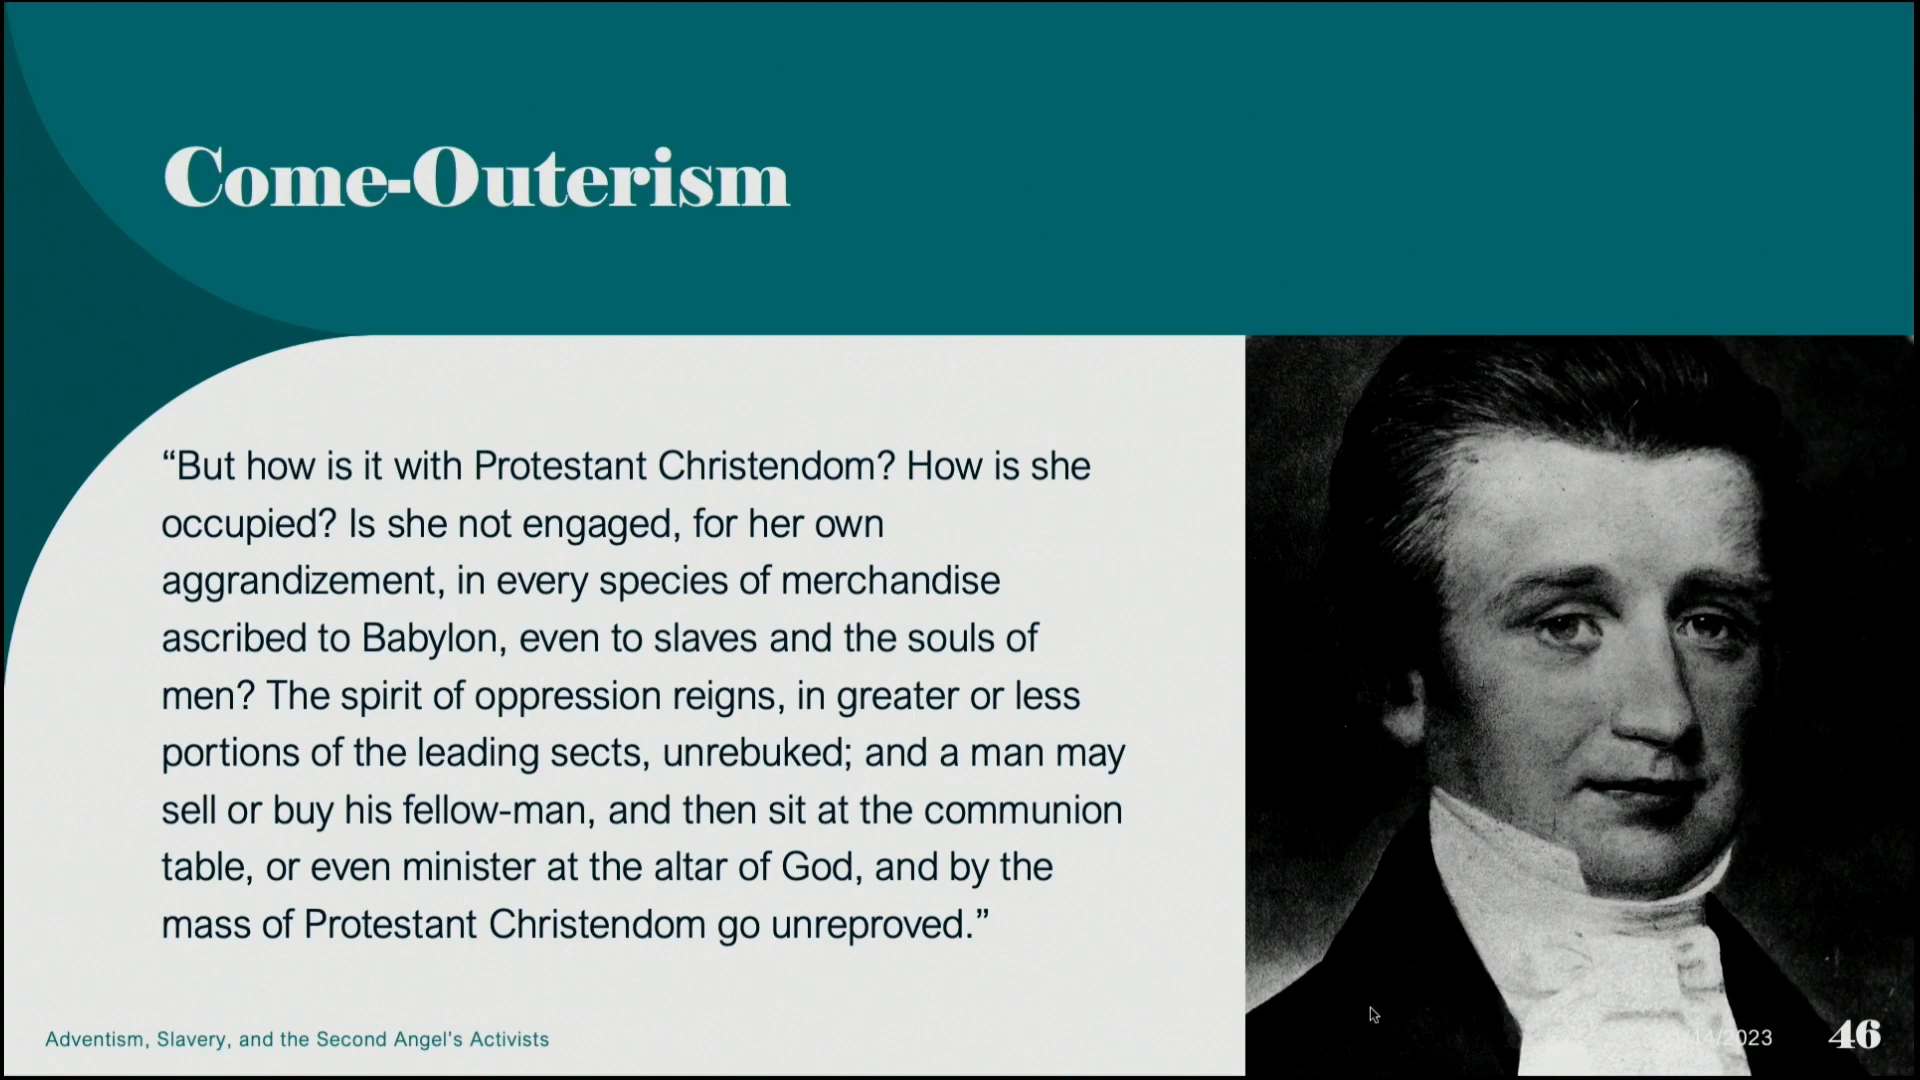 Come-Outerism
“But how is it with Protestant Christendom? How is she
occupied? Is she not engaged, for her own
aggrandizement, in every species of merchandise
ascribed to Babylon, even to slaves and the souls of
men? The spirit of oppression reigns, in greater or less
portions of the leading sects, unrebuked; and a man may
sell or buy his fellow-man, and then sit at the communion
table, or even minister at the altar of God, and by the
mass of Protestant Christendom go unreproved.”
Adventism, Slavery, and the Second Angel's Activists
46